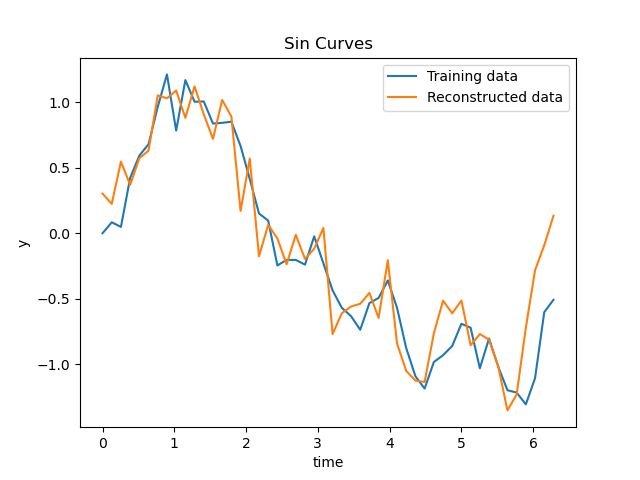 Sin Curves
Training data
Reconstructed data
1.0
0.5
0.0
−0.5
−1.0
y
0 1 2 3 4 5 6
time